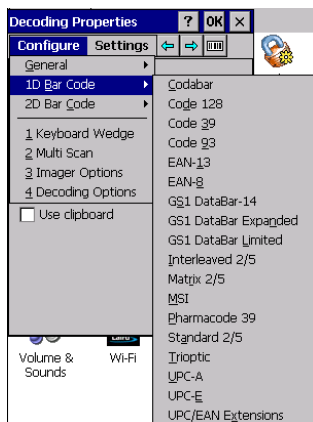 Decoding Properties ? OK ×
Configure Settings
General
1D Bar Code
2D Bar Code
1 Keyboard Wedge
2 Multi Scan
3 Imager Options
4 Decoding Options
Use clipboard
Codabar
Code 128
Code 39
Code 93
EAN-13
EAN-8
GS1 DataBar-14
GS1 DataBar Expanded
GS1 DataBar Limited
Interleaved 2/5
Matrix 2/5
MSI
Pharmacode 39
Standard 2/5
Trioptic
UPC-A
UPC-E
UPC/EAN Extensions
Volume &
Sounds
Wi-Fi